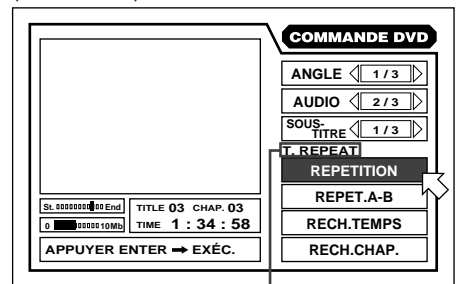 COMMANDE DVD
ANGLE 1 / 3
AUDIO 2 / 3
SOUS-
TITRE 1 / 3
T. REPEAT
REPETITION
REPET.A-B
RECH.TEMPS
RECH.CHAP.
St. End
0 10Mb
TITLE 03 CHAP. 03
TIME 1 : 34 : 58
APPUYER ENTER ➞ EXÉC.